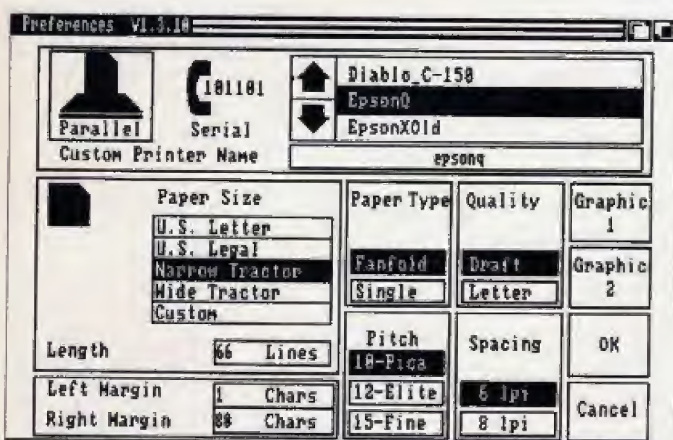 Preferences V1.3.10
Parallel
101101
Serial
Custom Printer Name
Diablo_C-150
EpsonQ
EpsonXOld
epsonq
Paper Size
U.S. Letter
U.S. Legal
Narrow Tractor
Wide Tractor
Custom
Length 66 Lines
Left Margin 1 Chars
Right Margin 80 Chars
Paper Type
Fanfold
Single
Quality
Draft
Letter
Pitch
10-Pica
12-Elite
15-Fine
Spacing
6 lpi
8 lpi
Graphic
1
Graphic
2
OK
Cancel